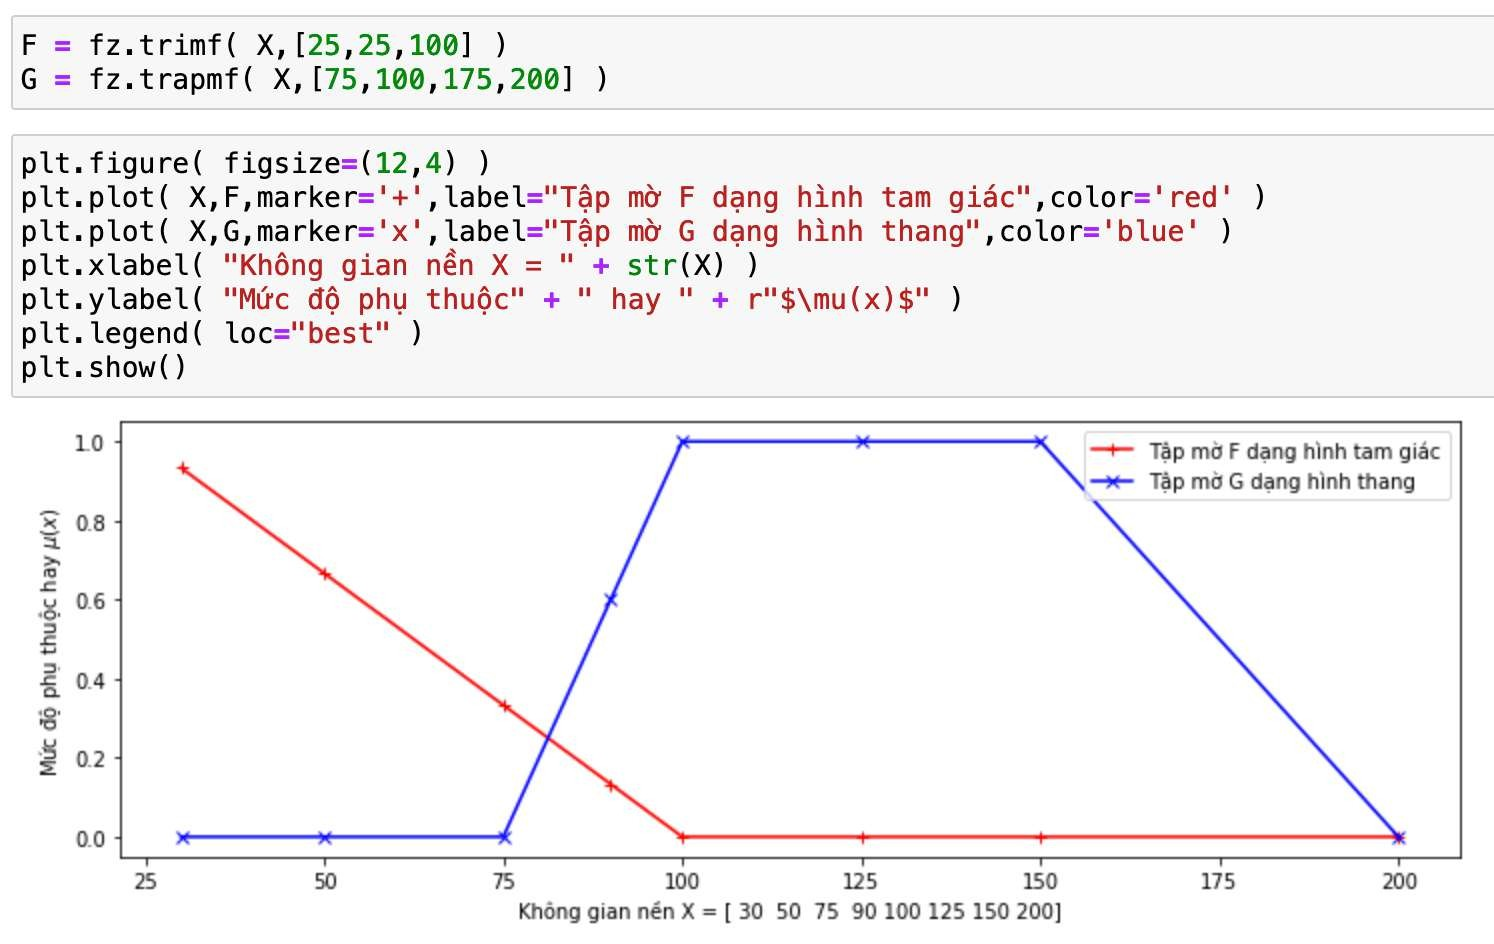 F = fz.trimf( X,[25,25,100] )
G = fz.trapmf( X,[75,100,175,200] )
plt.figure( figsize=(12,4) )
plt.plot( X,F,marker='+',label="Tập mờ F dạng hình tam giác",color='red' )
plt.plot( X,G,marker='x',label="Tập mờ G dạng hình thang",color='blue' )
plt.xlabel( "Không gian nền X = " + str(X) )
plt.ylabel( "Mức độ phụ thuộc" + " hay " + r"$\mu(x)$" )
plt.legend( loc="best" )
plt.show()
Tập mờ F dạng hình tam giác
Tập mờ G dạng hình thang
1.0
0.8
0.6
0.4
0.2
0.0
Mức độ phụ thuộc hay μ(x)
25 50 75 100 125 150 175 200
Không gian nền X = [ 30  50  75  90 100 125 150 200]